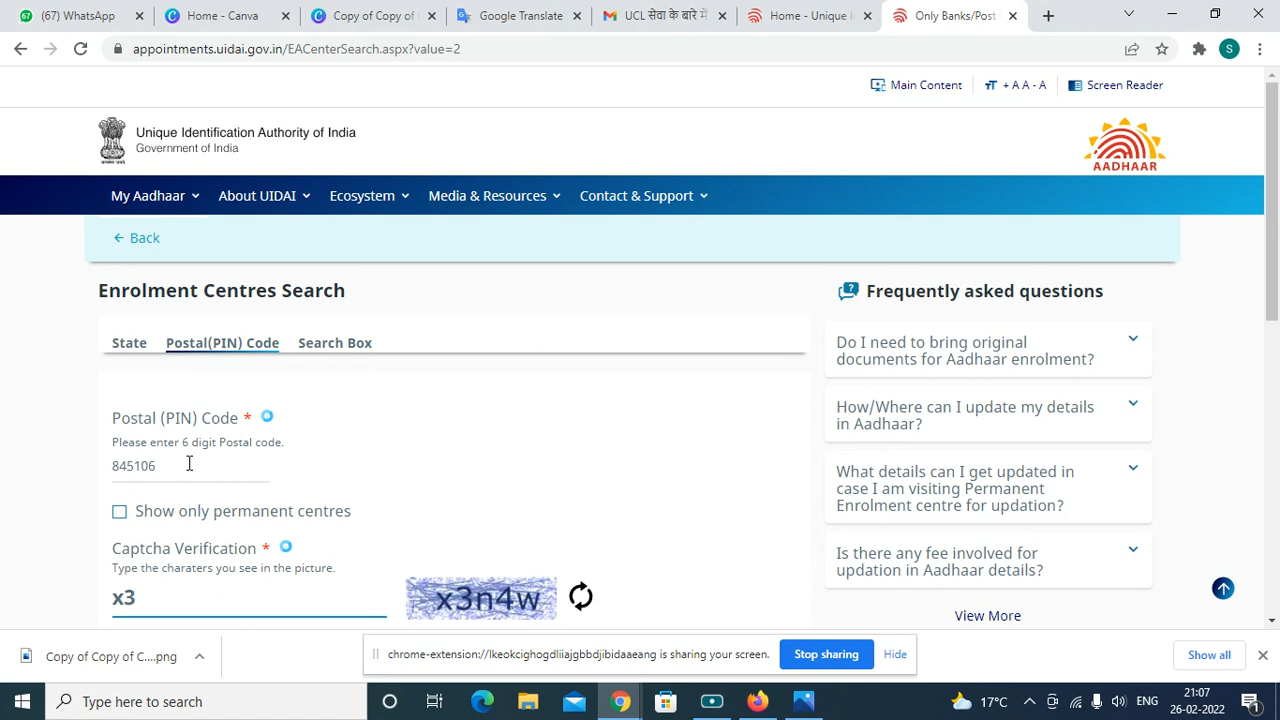 (67) WhatsApp
Home - Canva
Copy of Copy of
Google Translate
UCL सेवा के बारे में
Home - Unique
Only Banks/Post
appointments.uidai.gov.in/EACenterSearch.aspx?value=2
S
Main Content
+ A A - A
Screen Reader
Unique Identification Authority of India
Government of India
AADHAAR
My Aadhaar
About UIDAI
Ecosystem
Media & Resources
Contact & Support
Back
Enrolment Centres Search
State
Postal(PIN) Code
Search Box
Postal (PIN) Code *
Please enter 6 digit Postal code.
845106
Show only permanent centres
Captcha Verification *
Type the charaters you see in the picture.
x3
x3n4w
Frequently asked questions
Do I need to bring original
documents for Aadhaar enrolment?
How/Where can I update my details
in Aadhaar?
What details can I get updated in
case I am visiting Permanent
Enrolment centre for updation?
Is there any fee involved for
updation in Aadhaar details?
View More
Copy of Copy of C....png
chrome-extension://lkeokcighogdliiajgbbdjibidaaeang is sharing your screen.
Stop sharing
Hide
Show all
Type here to search
17°C
ENG
21:07
26-02-2022
1